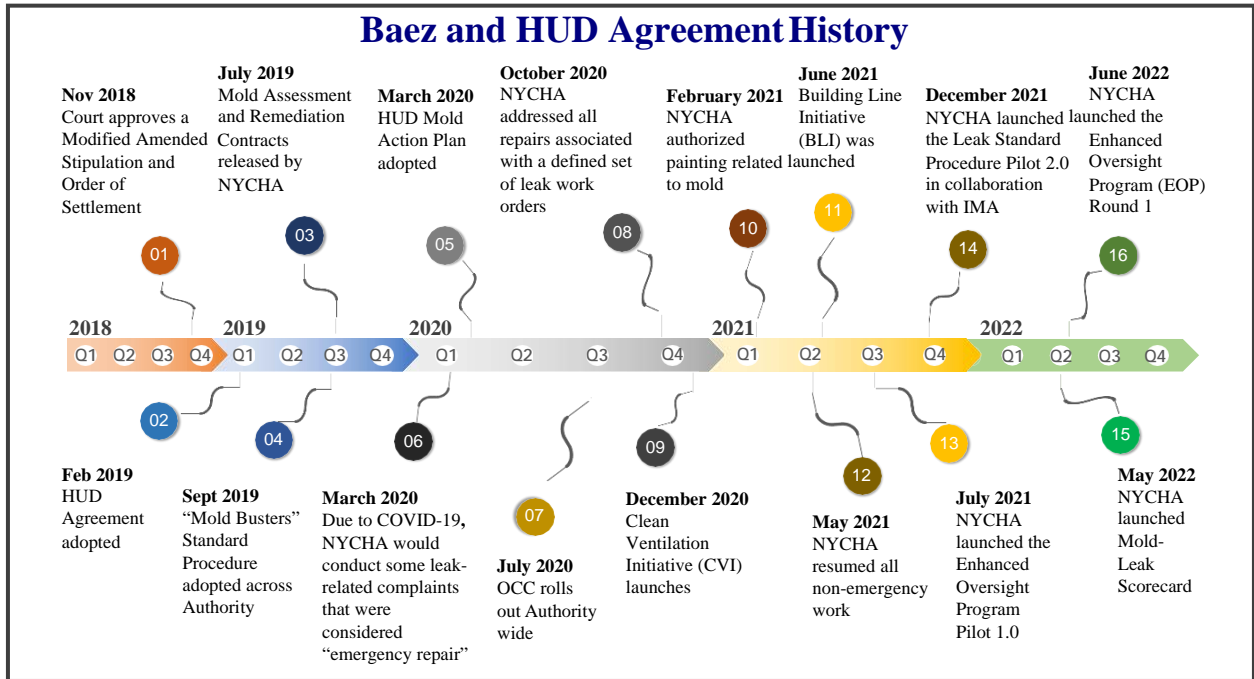 Baez and HUD Agreement History
Nov 2018
Court approves a
Modified Amended
Stipulation and
Order of
Settlement
July 2019
Mold Assessment
and Remediation
Contracts
released by
NYCHA
March 2020
HUD Mold
Action Plan
adopted
October 2020
NYCHA
addressed all
repairs associated
with a defined set
of leak work
orders
February 2021
NYCHA
authorized
painting related
to mold
June 2021
Building Line
Initiative
(BLI) was
launched
December 2021
NYCHA launched
the Leak Standard
Procedure Pilot 2.0
in collaboration
with IMA
June 2022
NYCHA
launched the
Enhanced
Oversight
Program (EOP)
Round 1
01
03
05
08
10
11
14
16
2018
2019
2020
2021
2022
Q1 Q2 Q3 Q4 Q1 Q2 Q3 Q4 Q1 Q2 Q3 Q4 Q1 Q2 Q3 Q4 Q1 Q2 Q3 Q4
02
04
06
07
09
12
13
15
Feb 2019
HUD
Agreement
adopted
Sept 2019
“Mold Busters”
Standard
Procedure
adopted across
Authority
March 2020
Due to COVID-19,
NYCHA would
conduct some leak-
related complaints
that were
considered
“emergency repair”
July 2020
OCC rolls
out Authority
wide
December 2020
Clean
Ventilation
Initiative (CVI)
launches
May 2021
NYCHA
resumed all
non-emergency
work
July 2021
NYCHA
launched the
Enhanced
Oversight
Program
Pilot 1.0
May 2022
NYCHA
launched
Mold-
Leak
Scorecard